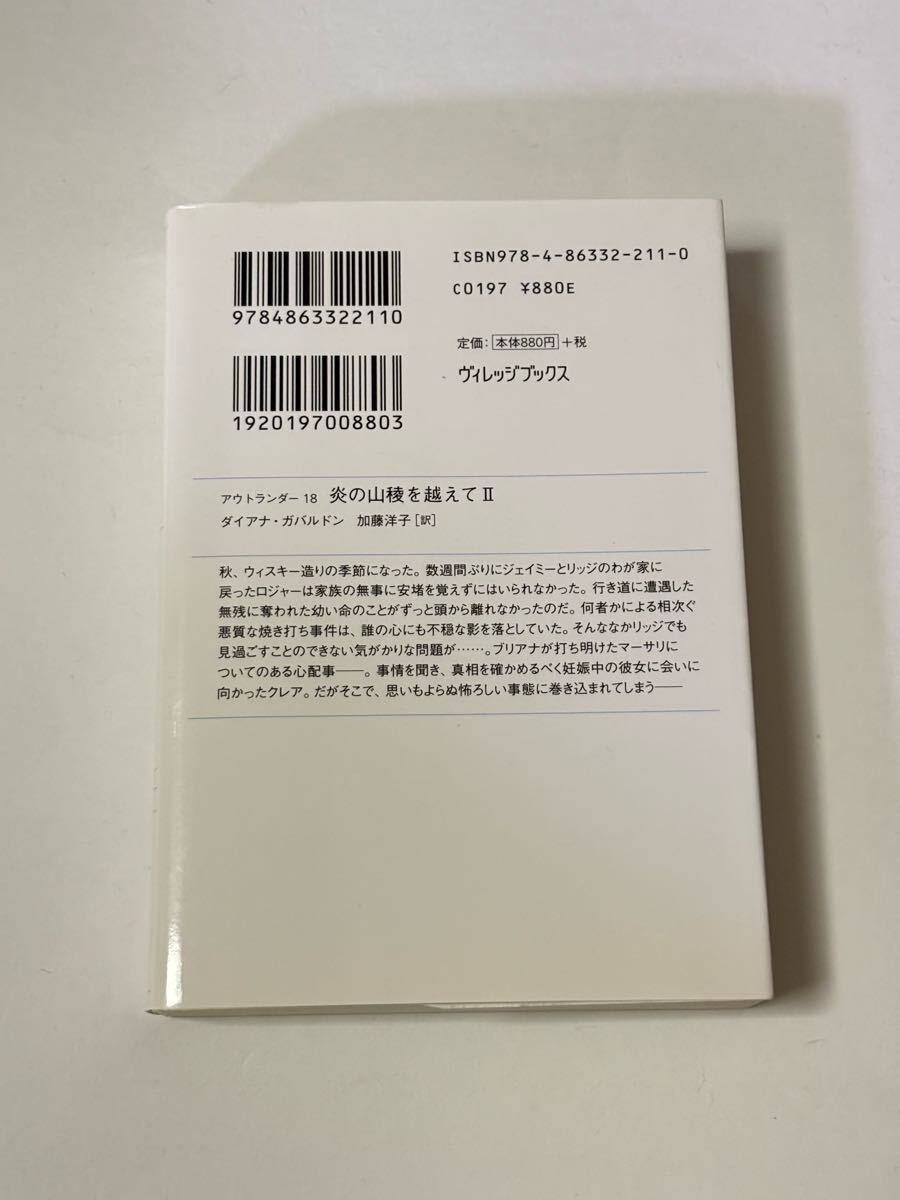 9784863322110
ISBN978-4-86332-211-0
C0197 ¥880E
定価: 本体880円 +税
ヴィレッジブックス
1920197008803
アウトランダー 18 炎の山稜を越えて II
ダイアナ・ガバルドン 加藤洋子[訳]
秋、ウィスキー造りの季節になった。数週間ぶりにジェイミーとリッジのわが家に
戻ったロジャーは家族の無事に安堵を覚えずにはいられなかった。行き道に遭遇した
無残に奪われた幼い命のことがずっと頭から離れなかったのだ。何者かによる相次ぐ
悪質な焼き打ち事件は、誰の心にも不穏な影を落としていた。そんななかリッジでも
見過ごすことのできない気がかりな問題が……。ブリアナが打ち明けたマーサリに
ついてのある心配事――。事情を聞き、真相を確かめるべく妊娠中の彼女に会いに
向かったクレア。だがそこで、思いもよらぬ怖ろしい事態に巻き込まれてしまう――